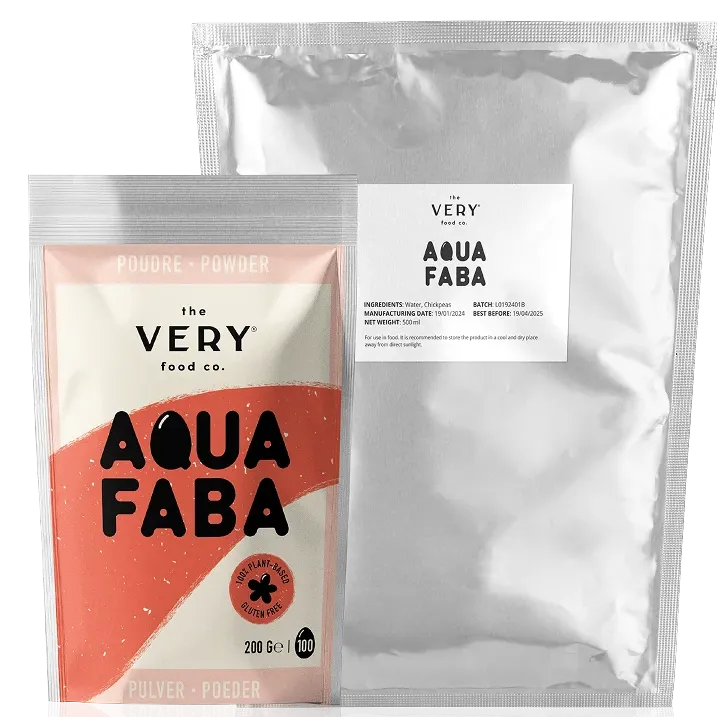 POUDRE • POWDER
the
VERY®
food co.
AQUA
FABA
100% PLANT-BASED
GLUTEN FREE
200 G℮ | 100
PULVER • POEDER
the
VERY®
food co.
AQUA
FABA
INGREDIENTS: Water, Chickpeas BATCH: L0192401B
MANUFACTURING DATE: 19/01/2024 BEST BEFORE: 19/04/2025
NET WEIGHT: 500ml
For use in food. It is recommended to store the product in a cool and dry place
away from direct sunlight.